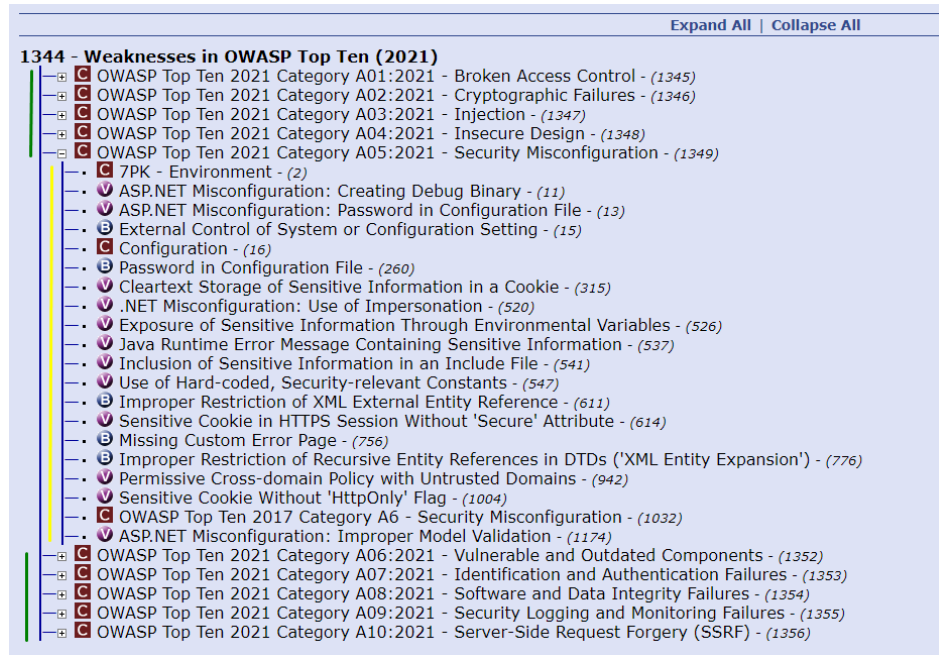 Expand All | Collapse All
1344 - Weaknesses in OWASP Top Ten (2021)
C OWASP Top Ten 2021 Category A01:2021 - Broken Access Control - (1345)
C OWASP Top Ten 2021 Category A02:2021 - Cryptographic Failures - (1346)
C OWASP Top Ten 2021 Category A03:2021 - Injection - (1347)
C OWASP Top Ten 2021 Category A04:2021 - Insecure Design - (1348)
C OWASP Top Ten 2021 Category A05:2021 - Security Misconfiguration - (1349)
C 7PK - Environment - (2)
V ASP.NET Misconfiguration: Creating Debug Binary - (11)
V ASP.NET Misconfiguration: Password in Configuration File - (13)
B External Control of System or Configuration Setting - (15)
C Configuration - (16)
B Password in Configuration File - (260)
V Cleartext Storage of Sensitive Information in a Cookie - (315)
V .NET Misconfiguration: Use of Impersonation - (520)
V Exposure of Sensitive Information Through Environmental Variables - (526)
V Java Runtime Error Message Containing Sensitive Information - (537)
V Inclusion of Sensitive Information in an Include File - (541)
V Use of Hard-coded, Security-relevant Constants - (547)
B Improper Restriction of XML External Entity Reference - (611)
V Sensitive Cookie in HTTPS Session Without 'Secure' Attribute - (614)
B Missing Custom Error Page - (756)
B Improper Restriction of Recursive Entity References in DTDs ('XML Entity Expansion') - (776)
V Permissive Cross-domain Policy with Untrusted Domains - (942)
V Sensitive Cookie Without 'HttpOnly' Flag - (1004)
C OWASP Top Ten 2017 Category A6 - Security Misconfiguration - (1032)
V ASP.NET Misconfiguration: Improper Model Validation - (1174)
C OWASP Top Ten 2021 Category A06:2021 - Vulnerable and Outdated Components - (1352)
C OWASP Top Ten 2021 Category A07:2021 - Identification and Authentication Failures - (1353)
C OWASP Top Ten 2021 Category A08:2021 - Software and Data Integrity Failures - (1354)
C OWASP Top Ten 2021 Category A09:2021 - Security Logging and Monitoring Failures - (1355)
C OWASP Top Ten 2021 Category A10:2021 - Server-Side Request Forgery (SSRF) - (1356)